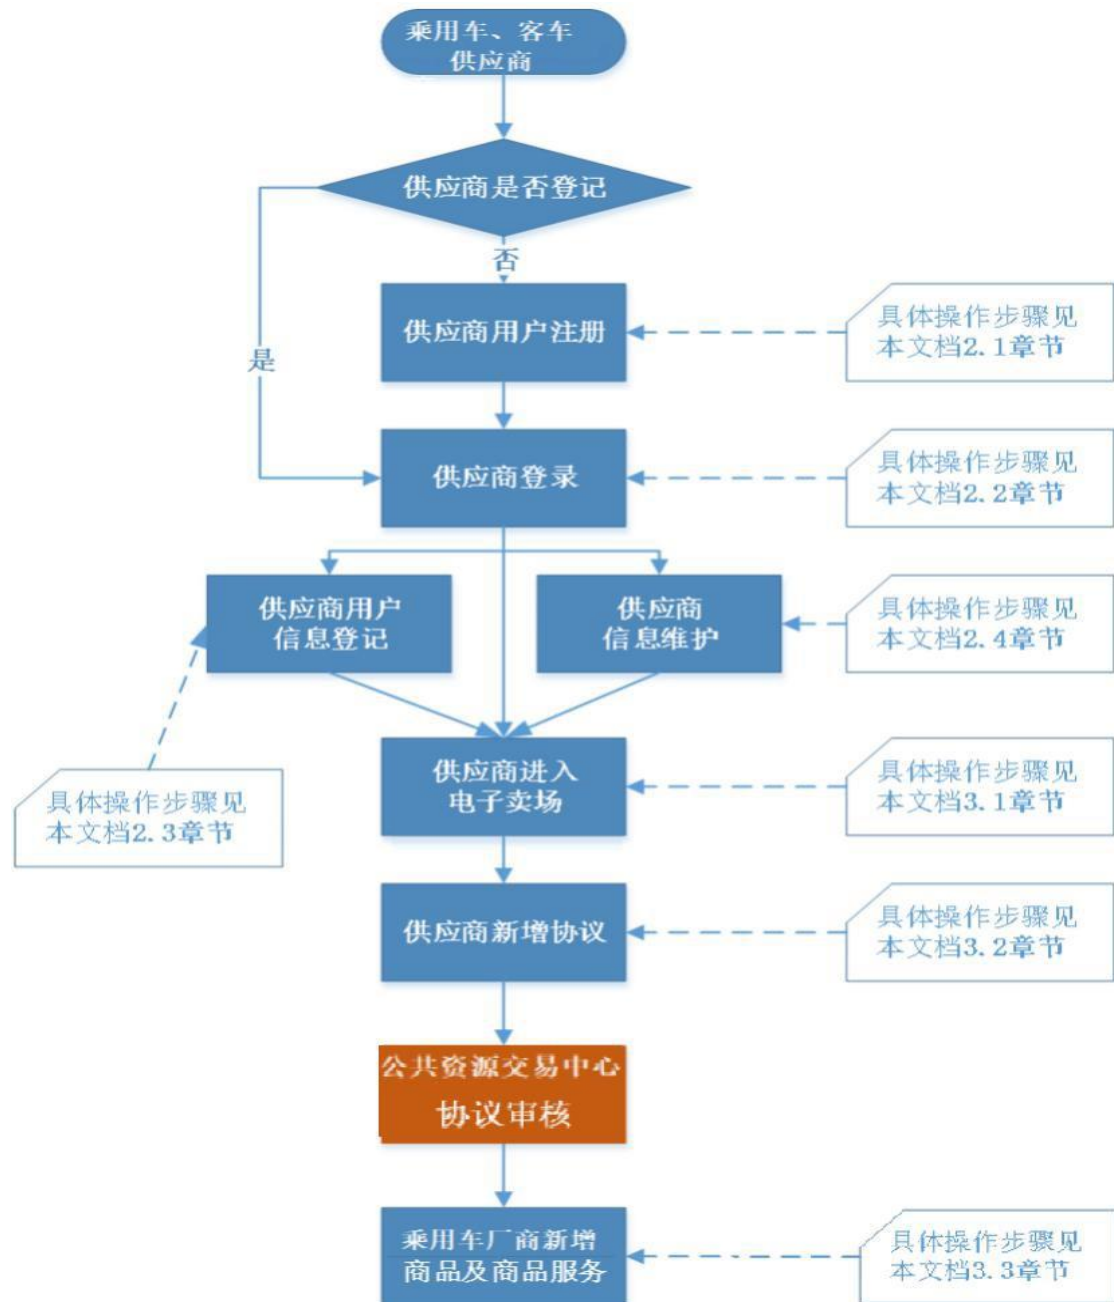 乘用车、客车
供应商
供应商是否登记
否
是
供应商用户注册
具体操作步骤见
本文档2.1章节
供应商登录
具体操作步骤见
本文档2.2章节
供应商用户
信息登记
供应商
信息维护
具体操作步骤见
本文档2.4章节
供应商进入
电子卖场
具体操作步骤见
本文档3.1章节
具体操作步骤见
本文档2.3章节
供应商新增协议
具体操作步骤见
本文档3.2章节
公共资源交易中心
协议审核
乘用车厂商新增
商品及商品服务
具体操作步骤见
本文档3.3章节